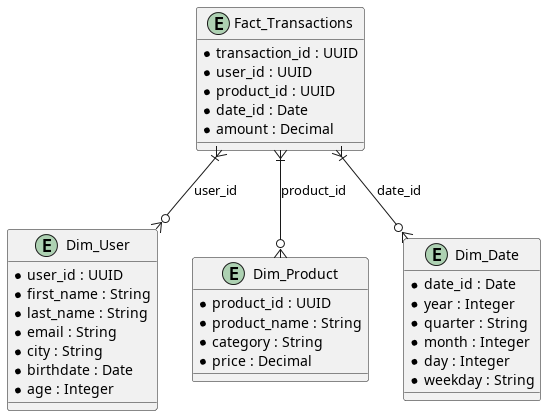 E Fact_Transactions
transaction_id : UUID
user_id : UUID
product_id : UUID
date_id : Date
amount : Decimal
user_id
product_id
date_id
E Dim_User
user_id : UUID
first_name : String
last_name : String
email : String
city : String
birthdate : Date
age : Integer
E Dim_Product
product_id : UUID
product_name : String
category : String
price : Decimal
E Dim_Date
date_id : Date
year : Integer
quarter : String
month : Integer
day : Integer
weekday : String